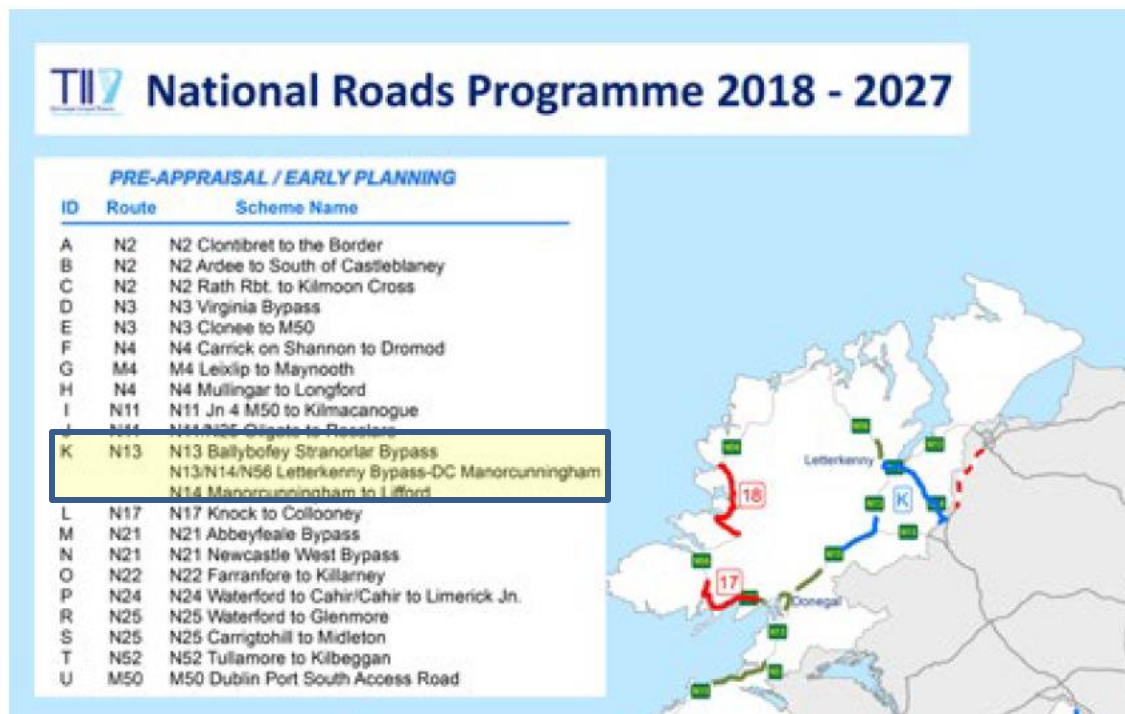 TII National Roads Programme 2018 - 2027
PRE-APPRAISAL / EARLY PLANNING
ID Route Scheme Name
A N2 N2 Clontibret to the Border
B N2 N2 Ardee to South of Castleblaney
C N2 N2 Rath Rbt. to Kilmoon Cross
D N3 N3 Virginia Bypass
E N3 N3 Clonee to M50
F N4 N4 Carrick on Shannon to Dromod
G M4 M4 Leixlip to Maynooth
H N4 N4 Mullingar to Longford
I N11 N11 Jn 4 M50 to Kilmacanogue
J N11 N11/N25 Oilgate to Rosslare
K N13 N13 Ballybofey Stranorlar Bypass
N13/N14/N56 Letterkenny Bypass-DC Manorcunningham
N14 Manorcunningham to Lifford
L N17 N17 Knock to Collooney
M N21 N21 Abbeyfeale Bypass
N N21 N21 Newcastle West Bypass
O N22 N22 Farranfore to Killarney
P N24 N24 Waterford to Cahir/Cahir to Limerick Jn.
R N25 N25 Waterford to Glenmore
S N25 N25 Carrigtohill to Midleton
T N52 N52 Tullamore to Kilbeggan
U M50 M50 Dublin Port South Access Road
Letterkenny
18
K
17
Donegal